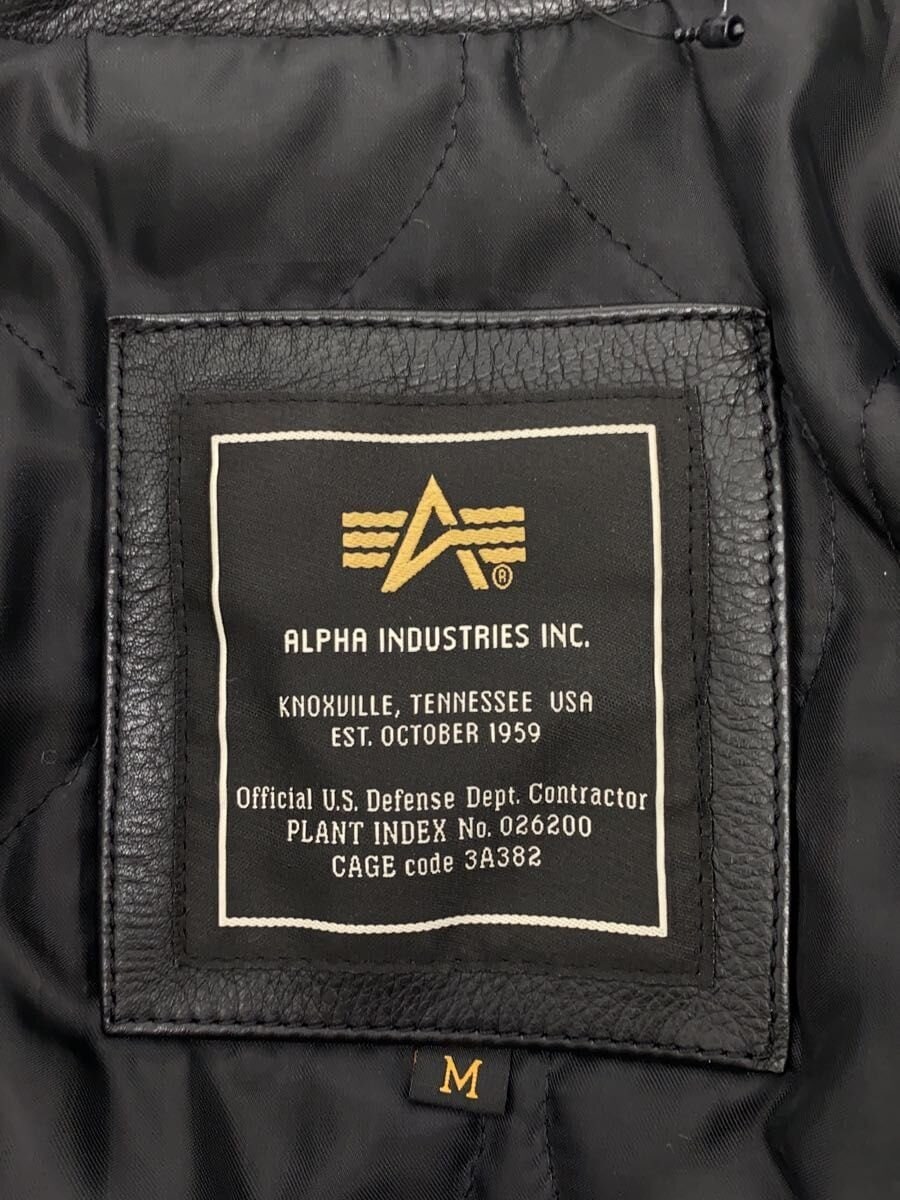 ®
ALPHA INDUSTRIES INC.
KNOXVILLE, TENNESSEE USA
EST. OCTOBER 1959
Official U.S. Defense Dept. Contractor
PLANT INDEX No. 026200
CAGE code 3A382
M